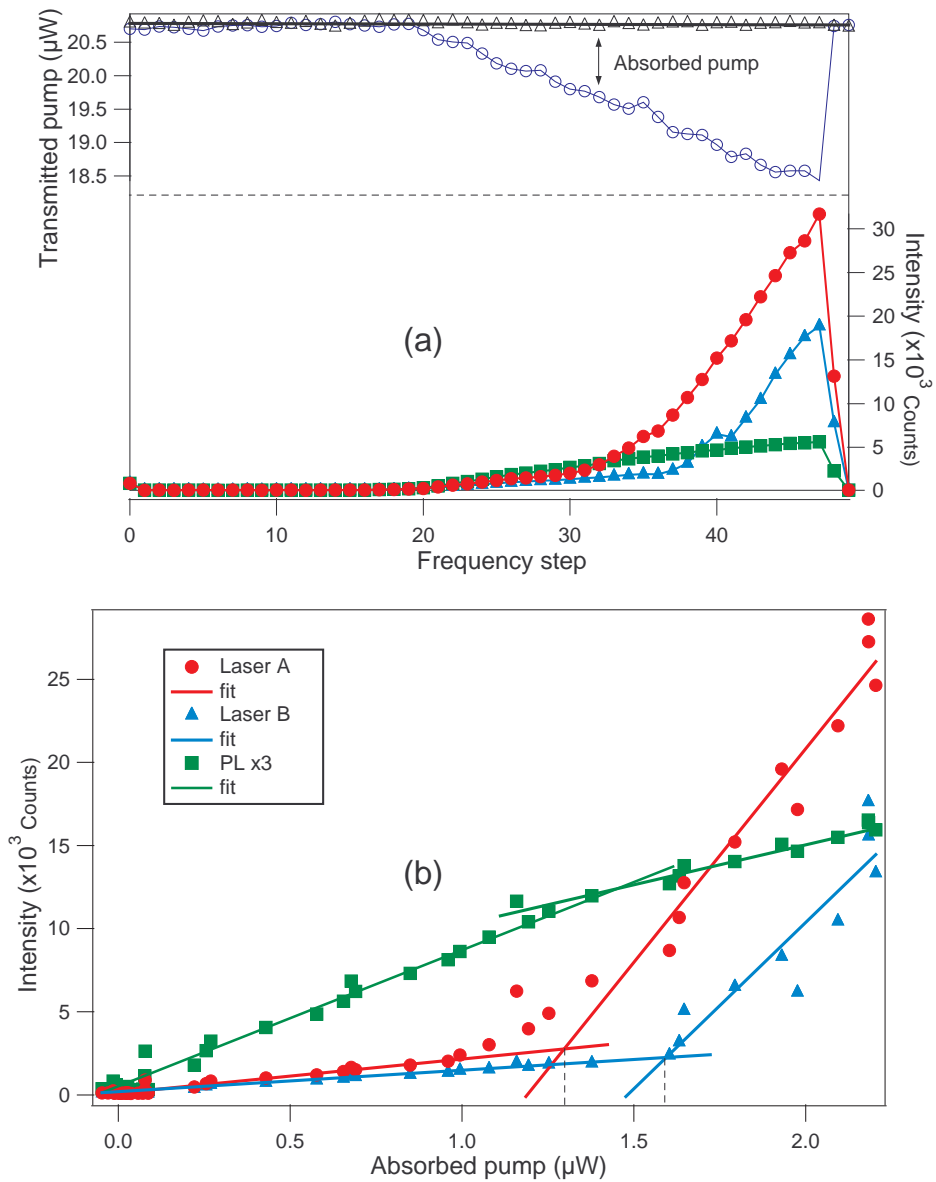 Transmitted pump (µW)
20.5
20.0
19.5
19.0
18.5
Absorbed pump
(a)
30
25
20
15
10
5
0
Intensity (x10³ Counts)
0
10
20
30
40
Frequency step
Intensity (x10³ Counts)
25
20
15
10
5
0
Laser A
fit
Laser B
fit
PL x3
fit
(b)
0.0
0.5
1.0
1.5
2.0
Absorbed pump (µW)